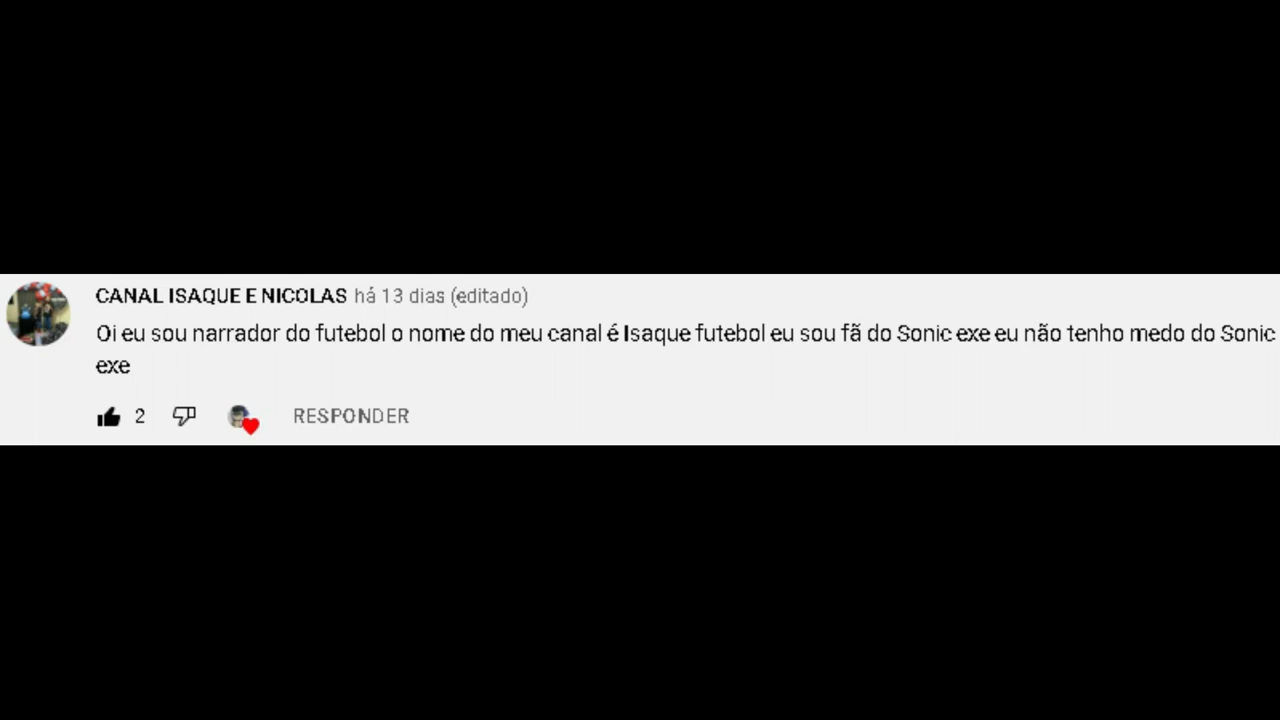 CANAL ISAQUE E NICOLAS há 13 dias (editado)
Oi eu sou narrador do futebol o nome do meu canal é Isaque futebol eu sou fã do Sonic exe eu não tenho medo do Sonic
exe
2 RESPONDER